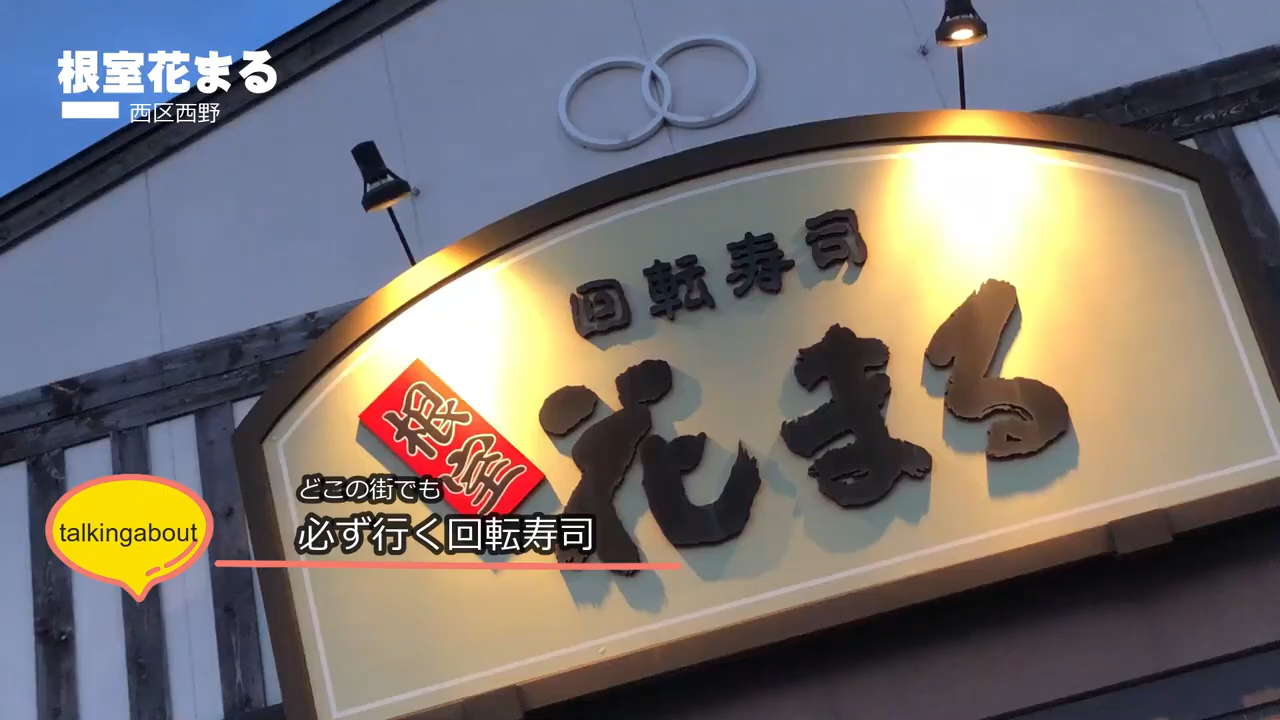 根室花まる
西区西野
回転寿司
根室
花まる
どこの街でも
talkingabout
必ず行く回転寿司